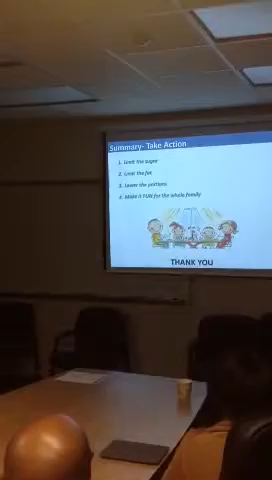 Summary- Take Action
1. Limit the sugar
2. Limit the fat
3. Lower the portions
4. Make it FUN for the whole family
THANK YOU